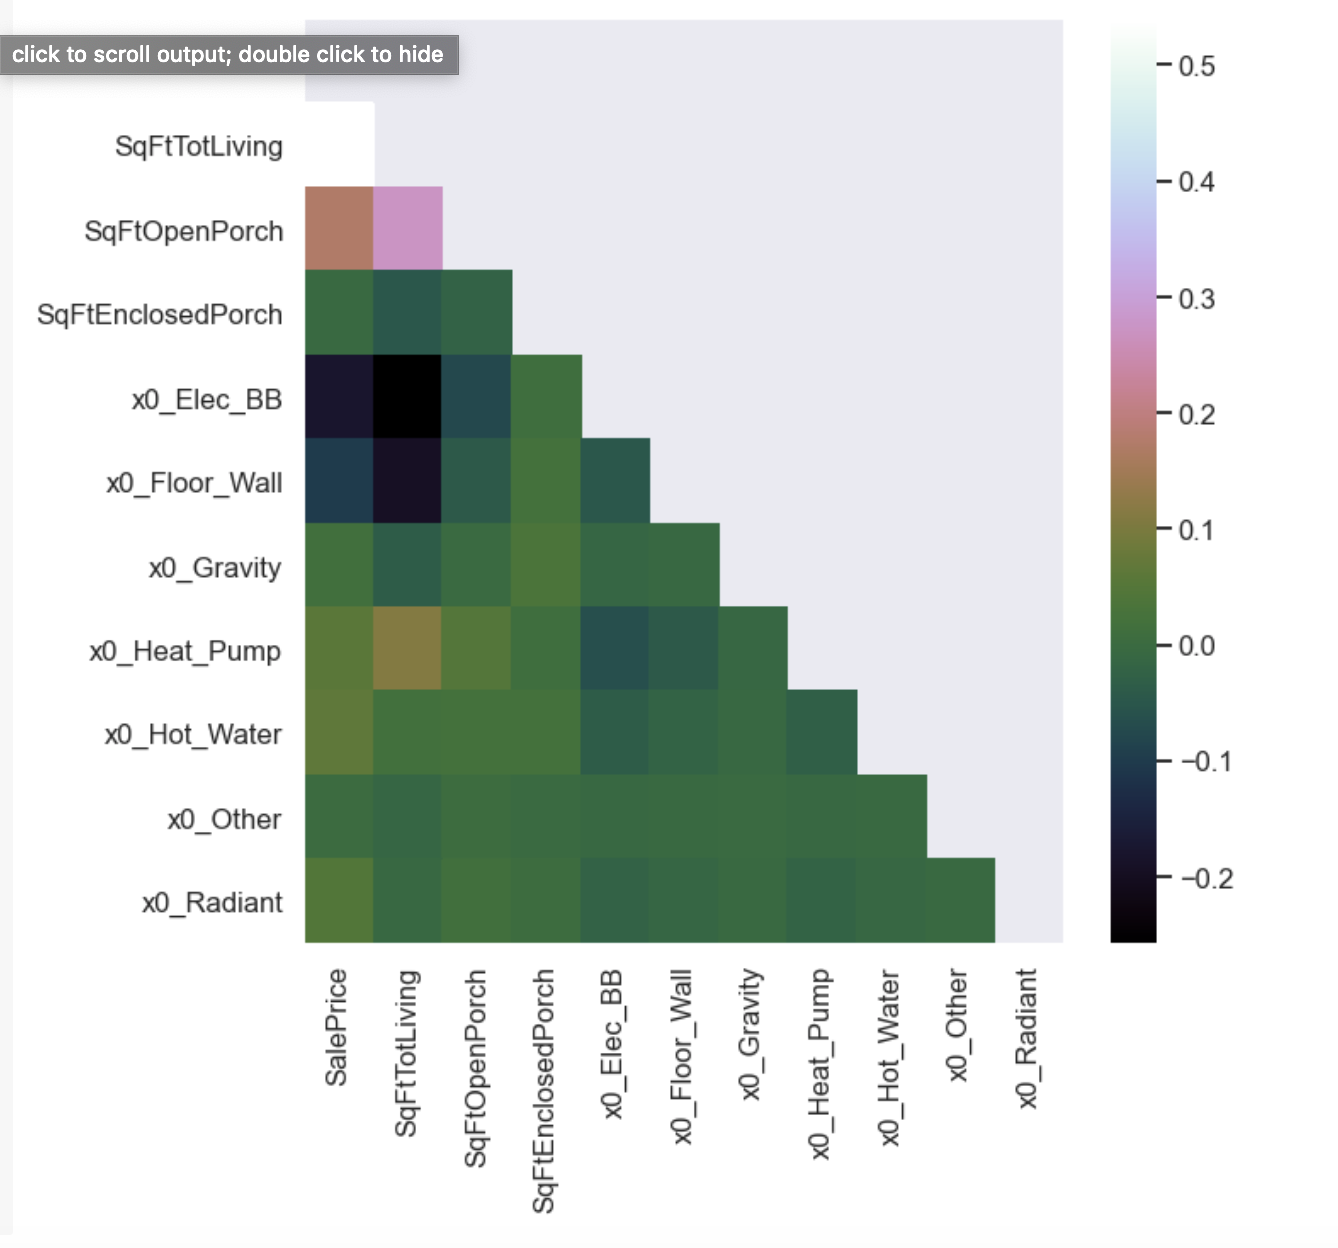 click to scroll output; double click to hide
SqFtTotLiving
SqFtOpenPorch
SqFtEnclosedPorch
x0_Elec_BB
x0_Floor_Wall
x0_Gravity
x0_Heat_Pump
x0_Hot_Water
x0_Other
x0_Radiant
SalePrice
SqFtTotLiving
SqFtOpenPorch
SqFtEnclosedPorch
x0_Elec_BB
x0_Floor_Wall
x0_Gravity
x0_Heat_Pump
x0_Hot_Water
x0_Other
x0_Radiant
0.5
0.4
0.3
0.2
0.1
0.0
−0.1
−0.2